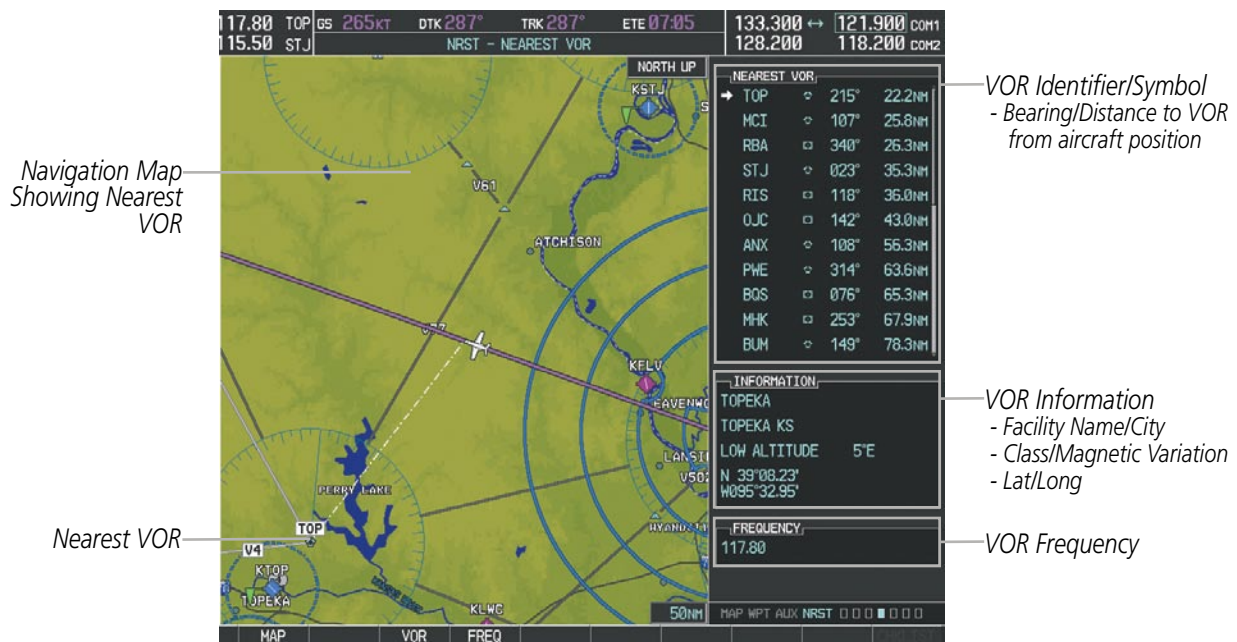 117.80 TOP GS 265KT DTK 287° TRK 287° ETE 07:05 133.300 ↔ 121.900 COM1
115.50 STJ NRST – NEAREST VOR 128.200 118.200 COM2
NORTH UP
KSTJ
V61
ATCHISON
KFLV
EAVENWO
LANSI
V502
PERRY LAKE
TOP
V4
KTOP
TOPEKA
KLWC
50NM
NEAREST VOR
TOP 215° 22.2NM
MCI 107° 25.8NM
RBA 340° 26.3NM
STJ 023° 35.3NM
RIS 118° 36.0NM
OJC 142° 43.0NM
ANX 108° 56.3NM
PWE 314° 63.6NM
BQS 076° 65.3NM
MHK 253° 67.9NM
BUM 149° 78.3NM
INFORMATION
TOPEKA
TOPEKA KS
LOW ALTITUDE 5°E
N 39°08.23'
W095°32.95'
FREQUENCY
117.80
MAP WPT AUX NRST
MAP VOR FREQ
Navigation Map
Showing Nearest
VOR
Nearest VOR
VOR Identifier/Symbol
- Bearing/Distance to VOR
from aircraft position
VOR Information
- Facility Name/City
- Class/Magnetic Variation
- Lat/Long
VOR Frequency